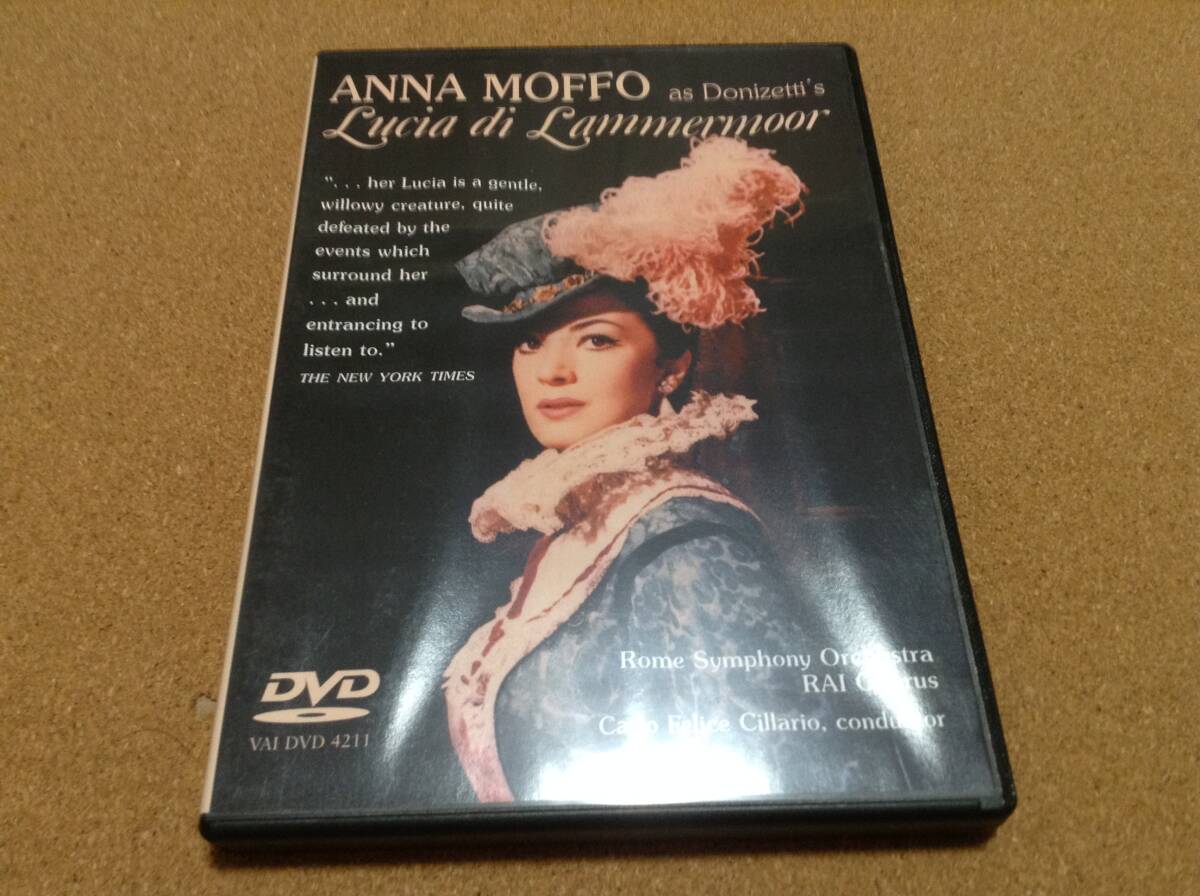 ANNA MOFFO as Donizetti's
Lucia di Lammermoor
". . . her Lucia is a gentle,
willowy creature, quite
defeated by the
events which
surround her
. . . and
entrancing to
listen to."
THE NEW YORK TIMES
Rome Symphony Orchestra
RAI Chorus
Carlo Felice Cillario, conductor
DVD
VAI DVD 4211